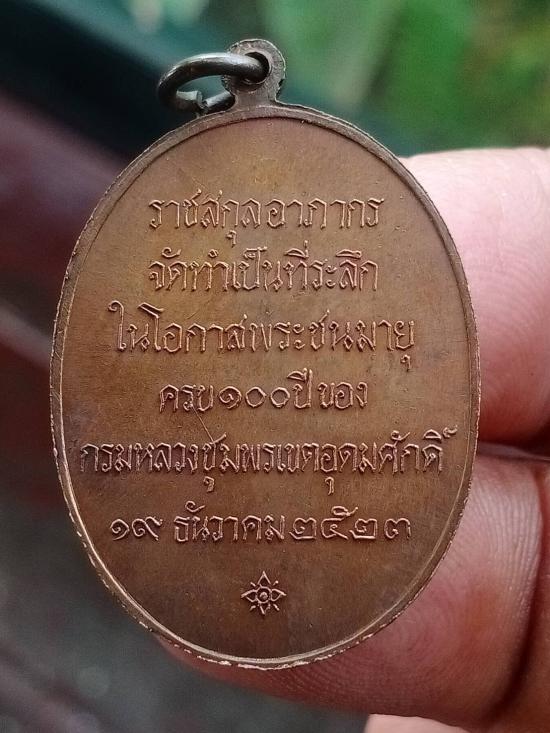 ราชสกุลอาภากร
จัดทำเป็นที่ระลึก
ในโอกาสพระชนมายุ
ครบ๑๐๐ปี ของ
กรมหลวงชุมพรเขตอุดมศักดิ์
๑๙ ธันวาคม๒๕๒๓